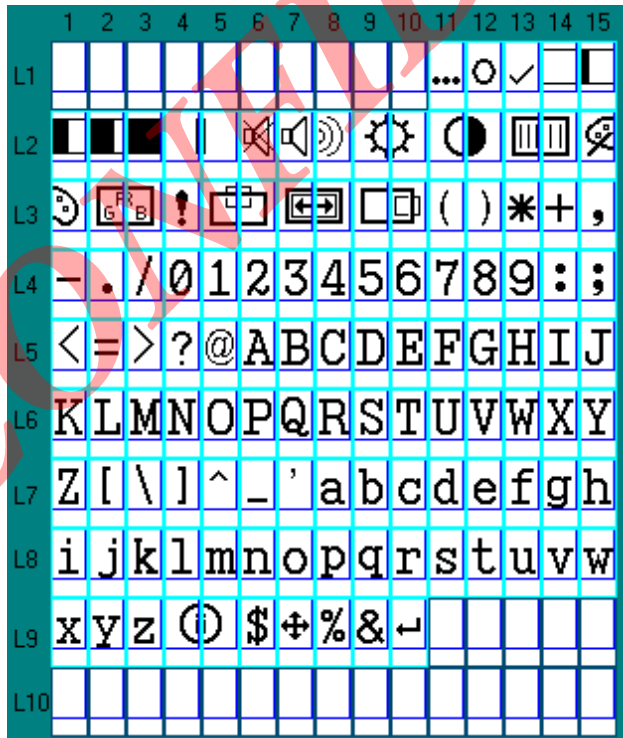 1 2 3 4 5 6 7 8 9 10 11 12 13 14 15
L1 ... O ✓
L2
L3 G R B ! ( ) * + ,
L4 - . / 0 1 2 3 4 5 6 7 8 9 : ;
L5 < = > ? @ A B C D E F G H I J
L6 K L M N O P Q R S T U V W X Y
L7 Z [ \ ] ^ _ ' a b c d e f g h
L8 i j k l m n o p q r s t u v w
L9 x y z ⓘ $ % & ↵
L10